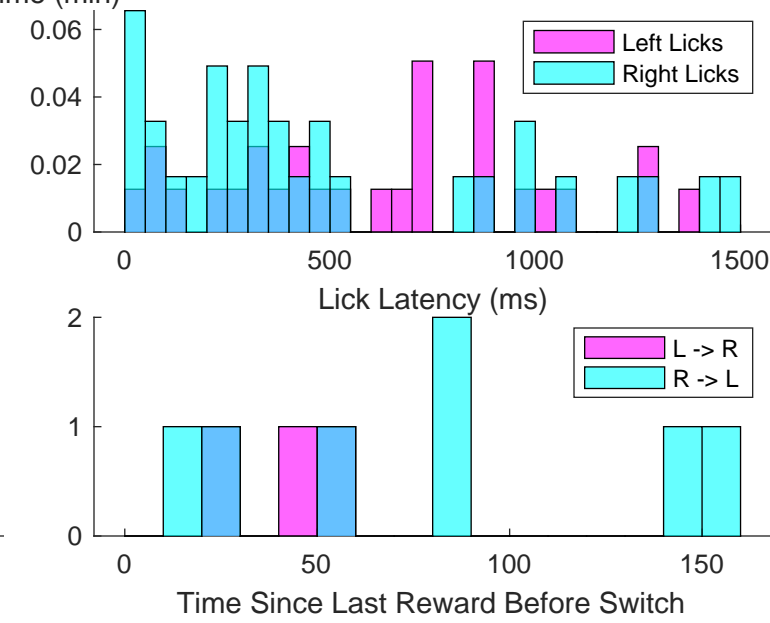 0.06
0.04
0.02
0
Left Licks
Right Licks
0 500 1000 1500
Lick Latency (ms)
2
1
0
L -> R
R -> L
0 50 100 150
Time Since Last Reward Before Switch